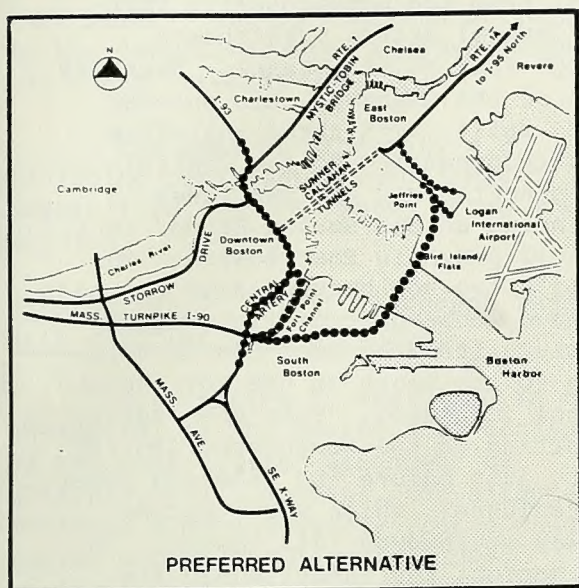 N
RTE. 1
Chelsea
RTE. 1A
to I-95 North
Revere
I-93
Charlestown
MYSTIC-TOBIN
BRIDGE
East
Boston
Cambridge
SUMNER
CALLAHAN
TUNNELS
Jeffries
Point
Logan
International
Airport
Charles River
DRIVE
Downtown
Boston
Bird Island
Flats
STORROW
CENTRAL
ARTERY
Fort Point
Channel
MASS. TURNPIKE I-90
South
Boston
Boston
Harbor
MASS.
AVE.
SE X-WAY
PREFERRED ALTERNATIVE